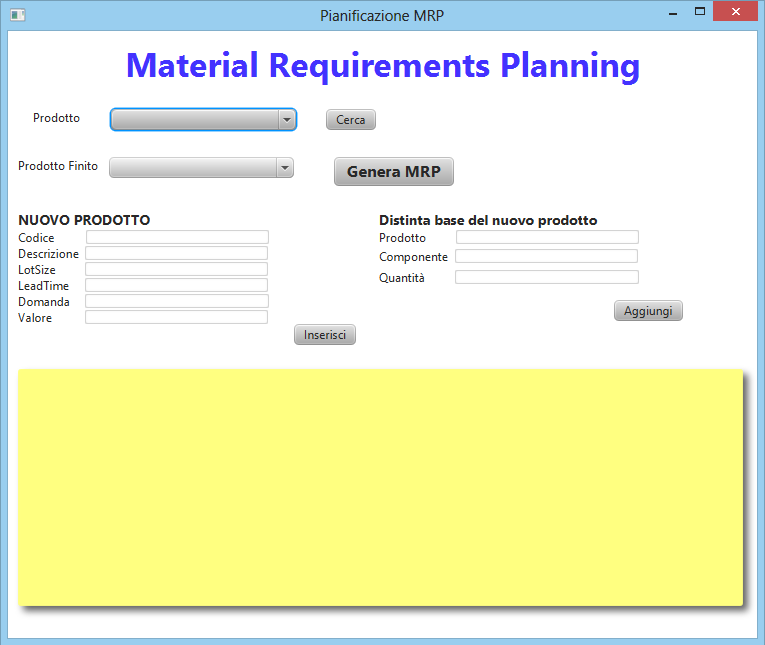 Pianificazione MRP
Material Requirements Planning
Prodotto
Cerca
Prodotto Finito
Genera MRP
NUOVO PRODOTTO
Codice
Descrizione
LotSize
LeadTime
Domanda
Valore
Inserisci
Distinta base del nuovo prodotto
Prodotto
Componente
Quantità
Aggiungi